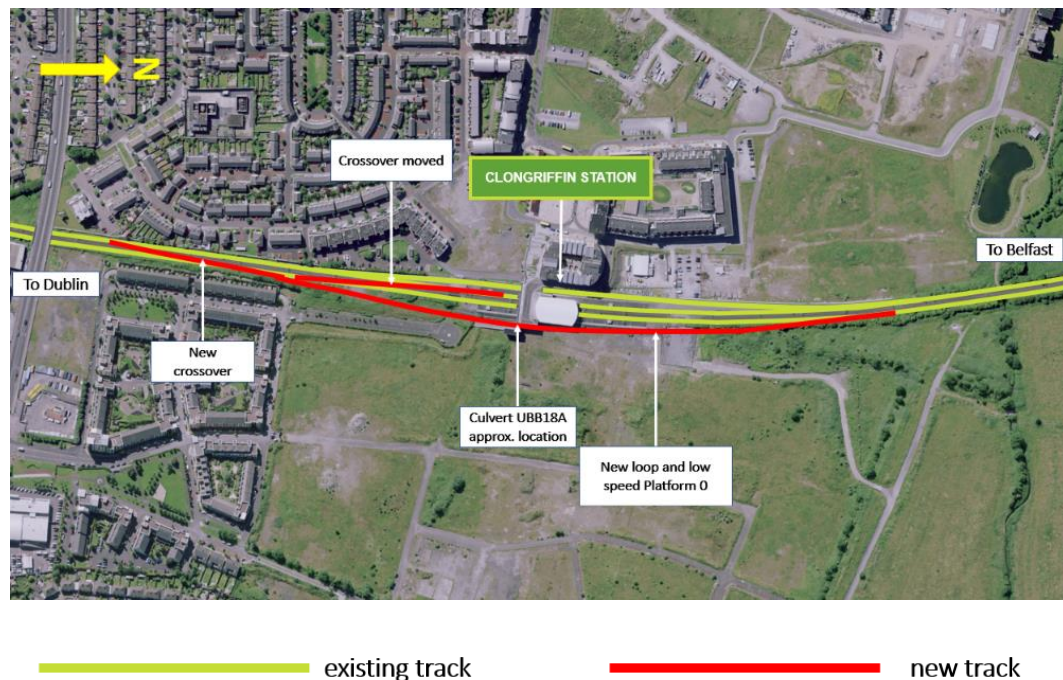 N
Crossover moved
CLONGRIFFIN STATION
To Belfast
To Dublin
New
crossover
Culvert UBB18A
approx. location
New loop and low
speed Platform 0
existing track
new track